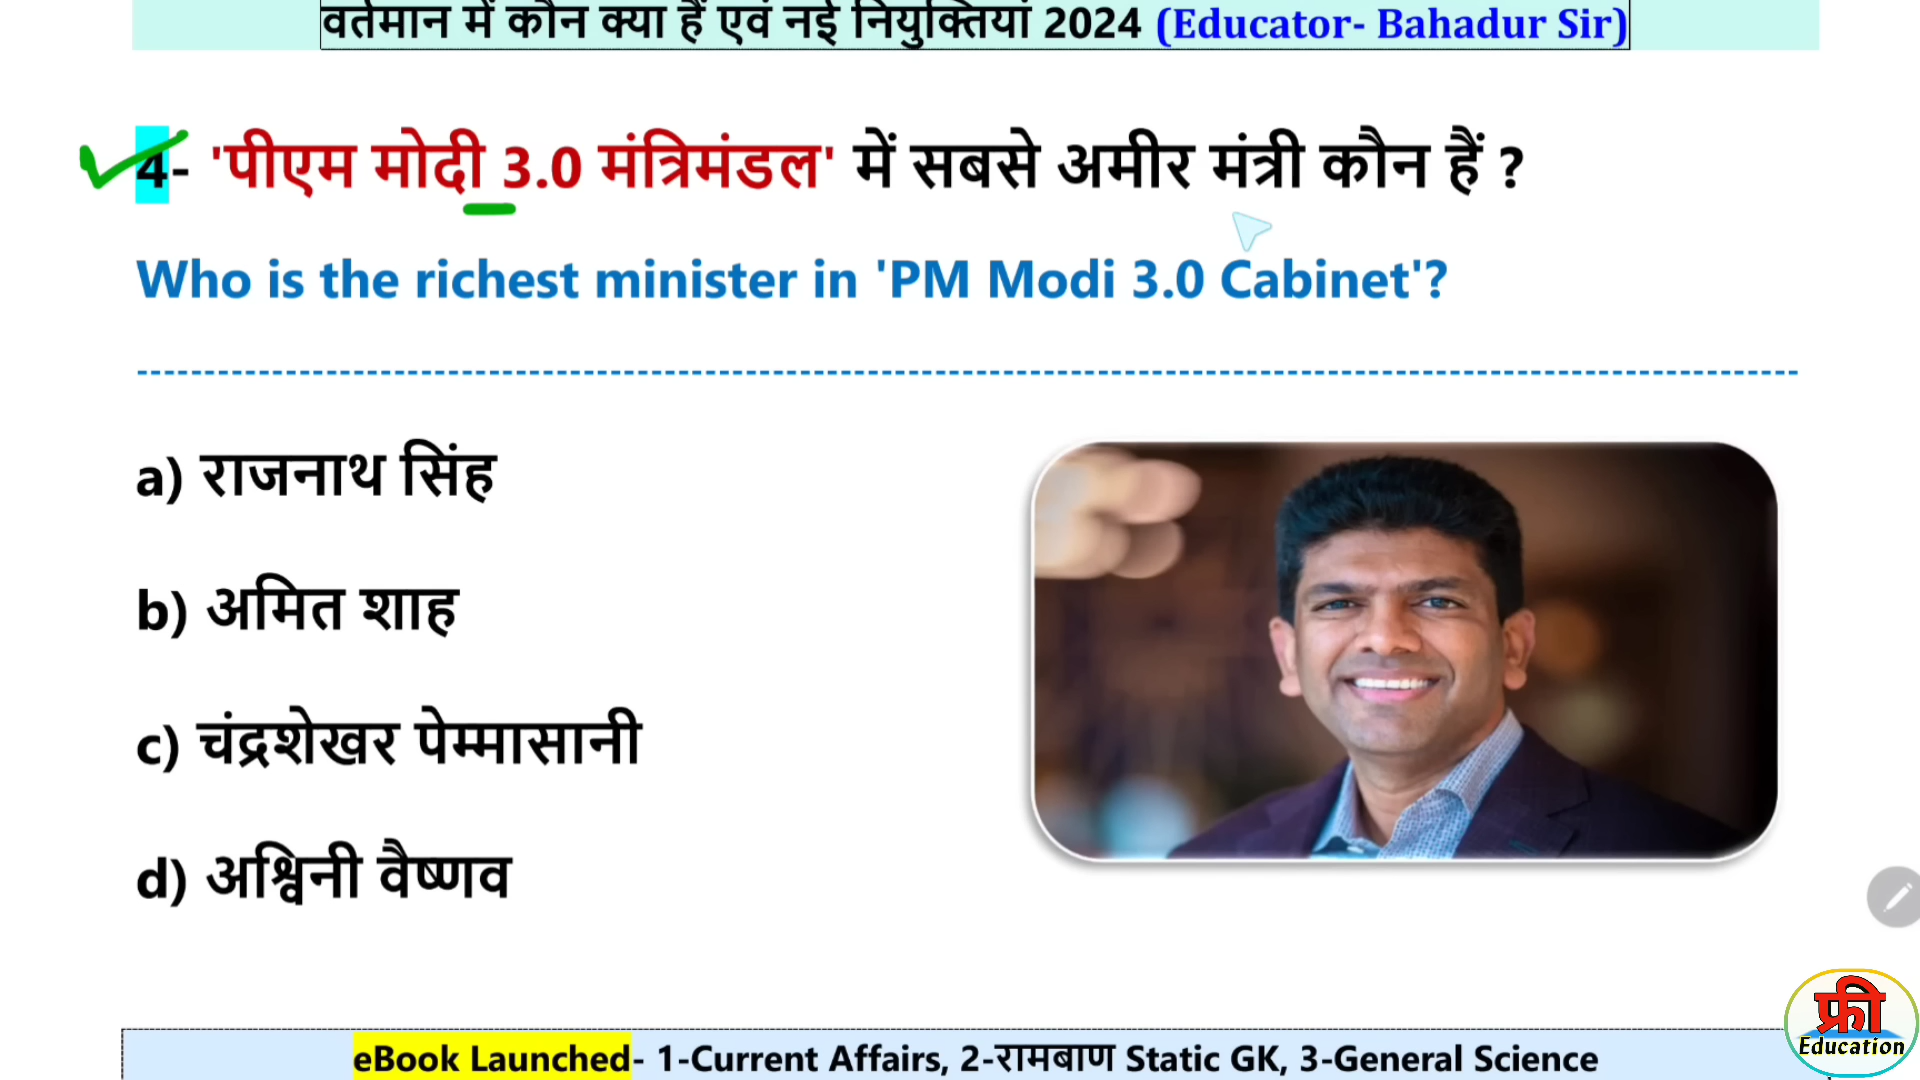 वर्तमान में कौन क्या हैं एवं नई नियुक्तियां 2024 (Educator- Bahadur Sir)
4- 'पीएम मोदी 3.0 मंत्रिमंडल' में सबसे अमीर मंत्री कौन हैं ?
Who is the richest minister in 'PM Modi 3.0 Cabinet'?
a) राजनाथ सिंह
b) अमित शाह
c) चंद्रशेखर पेम्मासानी
d) अश्विनी वैष्णव
फ्री
Education
eBook Launched- 1-Current Affairs, 2-रामबाण Static GK, 3-General Science